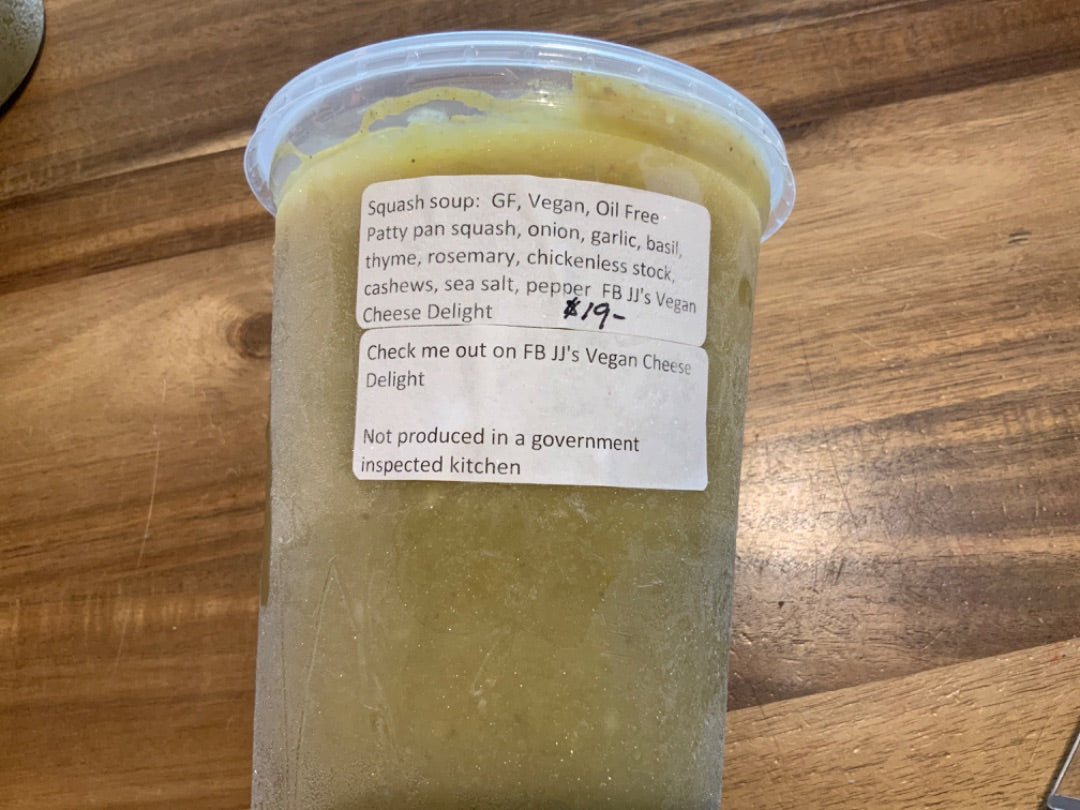 Squash soup: GF, Vegan, Oil Free
Patty pan squash, onion, garlic, basil,
thyme, rosemary, chickenless stock,
cashews, sea salt, pepper FB JJ's Vegan
Cheese Delight $19-
Check me out on FB JJ's Vegan Cheese
Delight
Not produced in a government
inspected kitchen